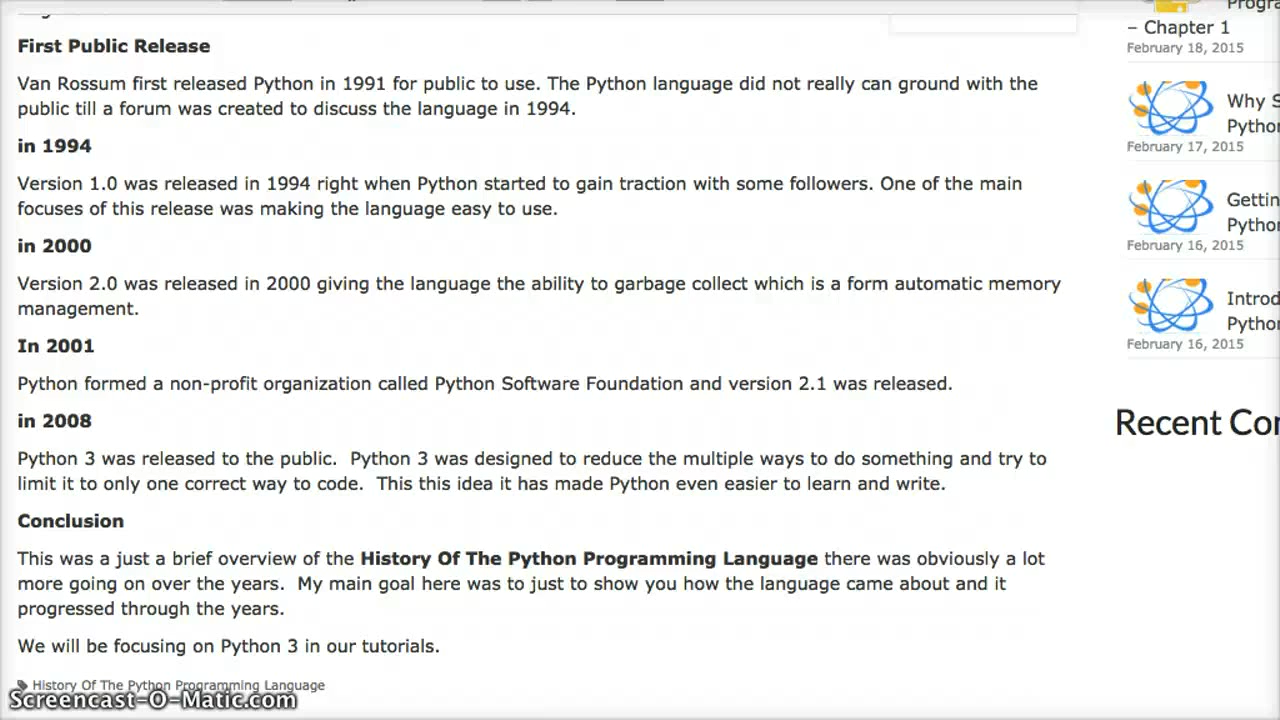 First Public Release
Van Rossum first released Python in 1991 for public to use. The Python language did not really can ground with the
public till a forum was created to discuss the language in 1994.
in 1994
Version 1.0 was released in 1994 right when Python started to gain traction with some followers. One of the main
focuses of this release was making the language easy to use.
in 2000
Version 2.0 was released in 2000 giving the language the ability to garbage collect which is a form automatic memory
management.
In 2001
Python formed a non-profit organization called Python Software Foundation and version 2.1 was released.
in 2008
Python 3 was released to the public.  Python 3 was designed to reduce the multiple ways to do something and try to
limit it to only one correct way to code.  This this idea it has made Python even easier to learn and write.
Conclusion
This was a just a brief overview of the History Of The Python Programming Language there was obviously a lot
more going on over the years.  My main goal here was to just to show you how the language came about and it
progressed through the years.
We will be focusing on Python 3 in our tutorials.
History Of The Python Programming Language
Screencast-O-Matic.com
– Chapter 1
February 18, 2015
Why S
Pytho
February 17, 2015
Gettin
Pytho
February 16, 2015
Introd
Pytho
February 16, 2015
Recent Co